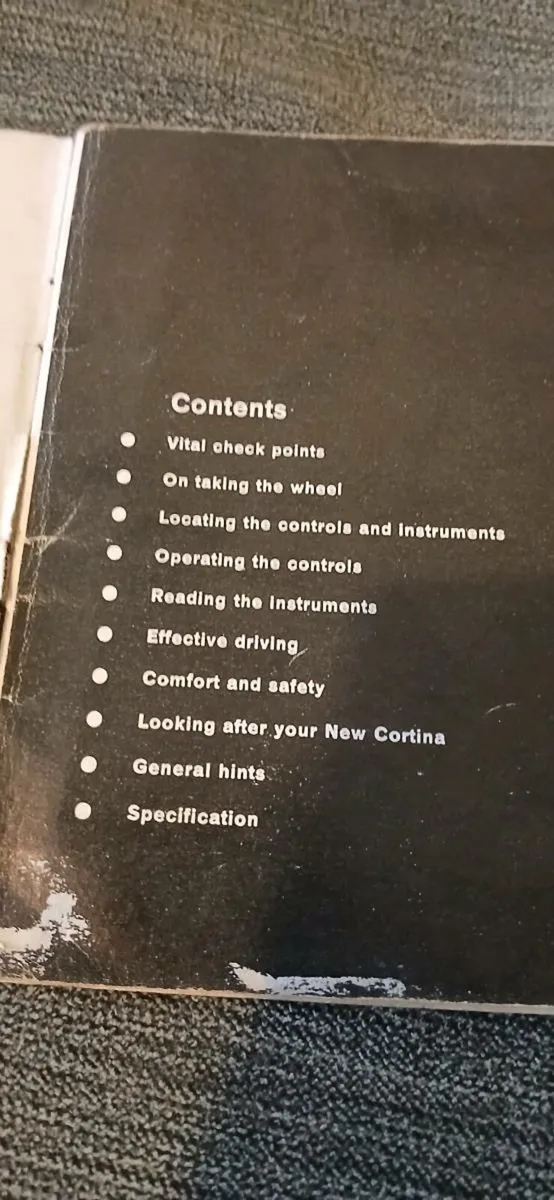 Contents
Vital check points
On taking the wheel
Locating the controls and instruments
Operating the controls
Reading the instruments
Effective driving
Comfort and safety
Looking after your New Cortina
General hints
Specification